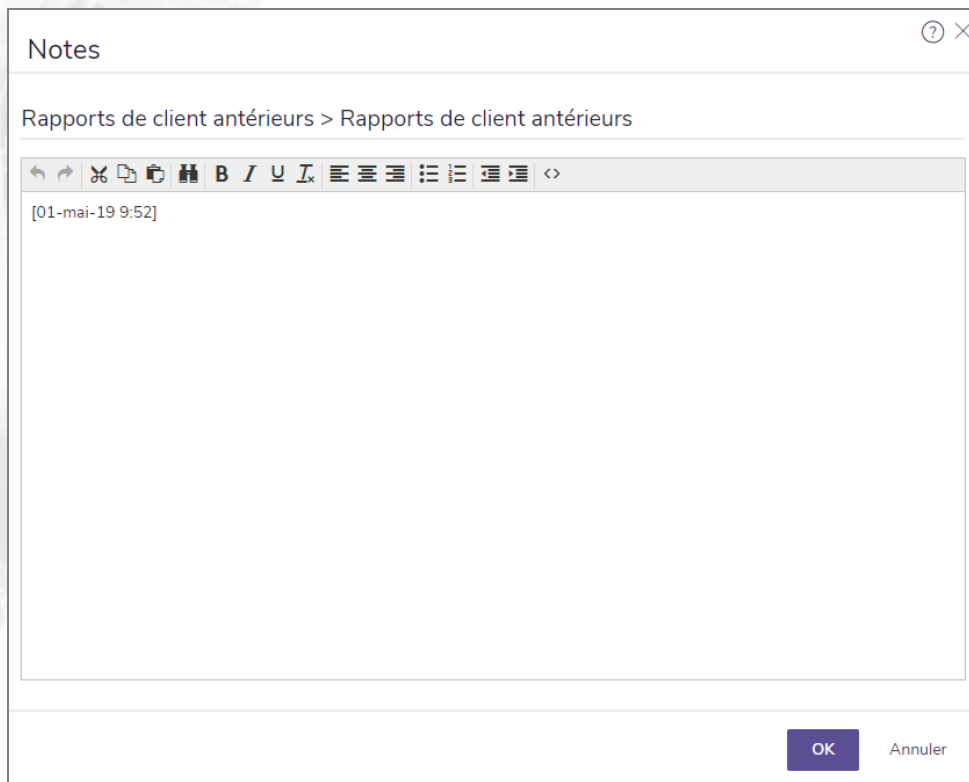 Notes
Rapports de client antérieurs > Rapports de client antérieurs
[01-mai-19 9:52]
OK Annuler